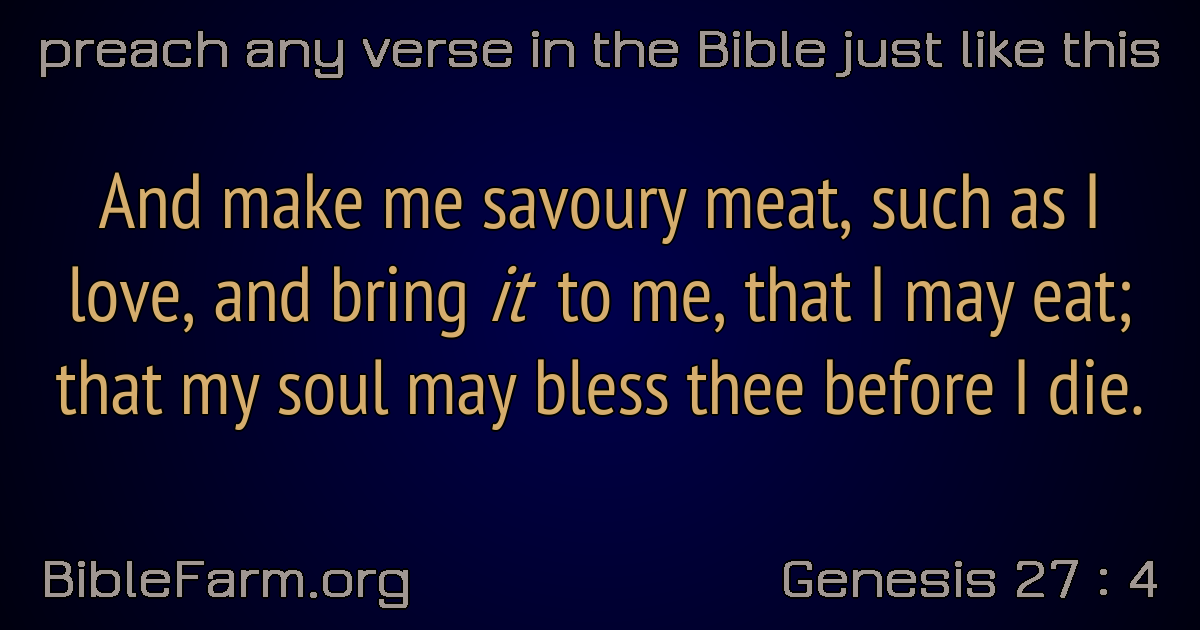 preach any verse in the Bible just like this
And make me savoury meat, such as I
love, and bring it to me, that I may eat;
that my soul may bless thee before I die.
BibleFarm.org
Genesis 27 : 4